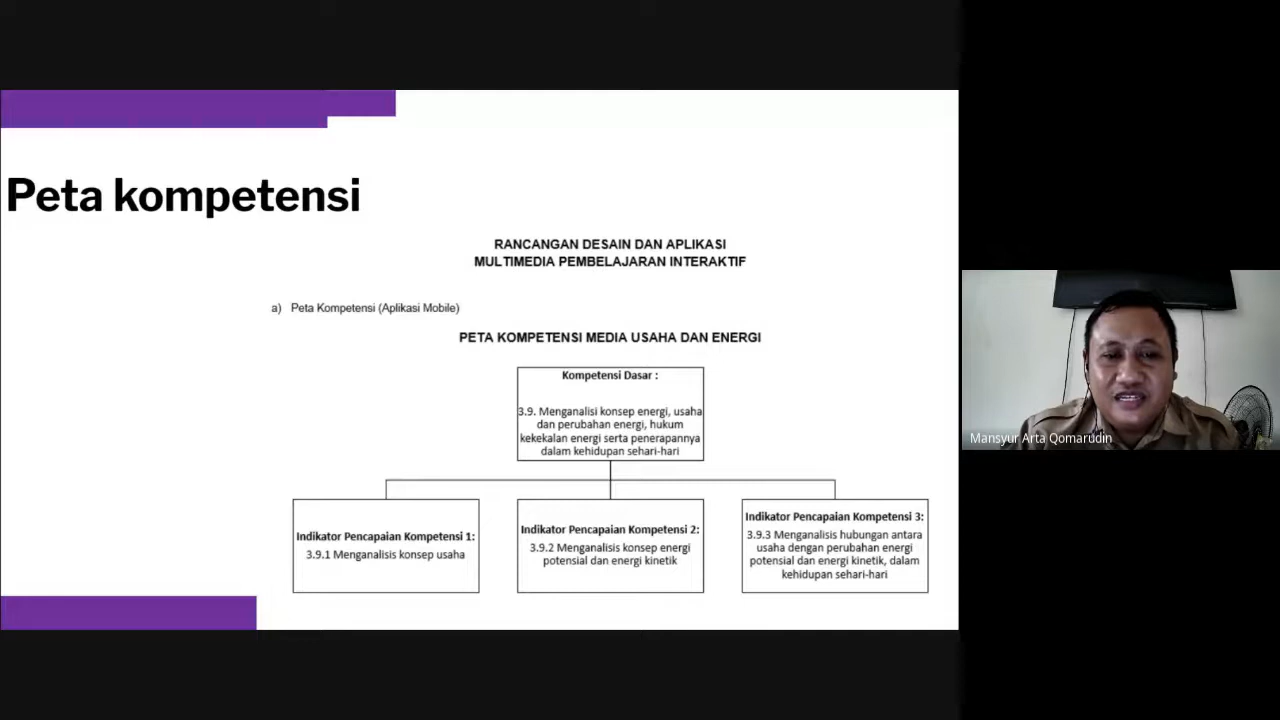 Peta kompetensi
RANCANGAN DESAIN DAN APLIKASI
MULTIMEDIA PEMBELAJARAN INTERAKTIF
a) Peta Kompetensi (Aplikasi Mobile)
PETA KOMPETENSI MEDIA USAHA DAN ENERGI
Kompetensi Dasar :
3.9. Menganalisi konsep energi, usaha
dan perubahan energi, hukum
kekekalan energi serta penerapannya
dalam kehidupan sehari-hari
Indikator Pencapaian Kompetensi 1:
3.9.1 Menganalisis konsep usaha
Indikator Pencapaian Kompetensi 2:
3.9.2 Menganalisis konsep energi
potensial dan energi kinetik
Indikator Pencapaian Kompetensi 3:
3.9.3 Menganalisis hubungan antara
usaha dengan perubahan energi
potensial dan energi kinetik, dalam
kehidupan sehari-hari
Mansyur Arta Qomarudin